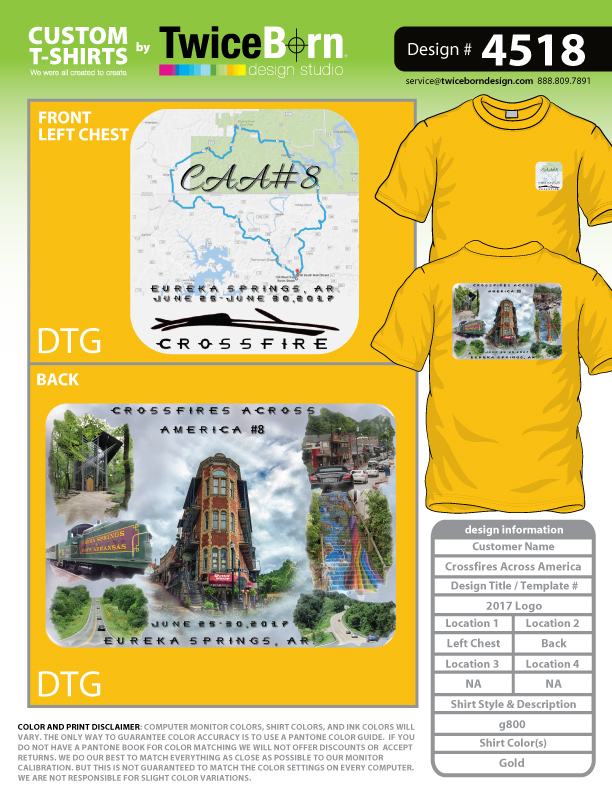 CUSTOM
T-SHIRTS
by
TwiceBorn
We were all created to create.
design studio
Design # 4518
service@twiceborndesign.com 888.809.7891
FRONT
LEFT CHEST
CAA#8
EUREKA SPRINGS, AR
JUNE 25-JUNE 30,2017
CROSSFIRE
DTG
BACK
CROSSFIRES ACROSS
AMERICA #8
JUNE 25-30,2017
EUREKA SPRINGS, AR
DTG
CAA#8
CROSSFIRES ACROSS
AMERICA #8
EUREKA SPRINGS, AR
design information
Customer Name
Crossfires Across America
Design Title / Template #
2017 Logo
Location 1 Location 2
Left Chest Back
Location 3 Location 4
NA NA
Shirt Style & Description
g800
Shirt Color(s)
Gold
COLOR AND PRINT DISCLAIMER: COMPUTER MONITOR COLORS, SHIRT COLORS, AND INK COLORS WILL
VARY. THE ONLY WAY TO GUARANTEE COLOR ACCURACY IS TO USE A PANTONE COLOR GUIDE. IF YOU
DO NOT HAVE A PANTONE BOOK FOR COLOR MATCHING WE WILL NOT OFFER DISCOUNTS OR ACCEPT
RETURNS. WE DO OUR BEST TO MATCH EVERYTHING AS CLOSE AS POSSIBLE TO OUR MONITOR
CALIBRATION. BUT THIS IS NOT GUARANTEED TO MATCH THE COLOR SETTINGS ON EVERY COMPUTER.
WE ARE NOT RESPONSIBLE FOR SLIGHT COLOR VARIATIONS.